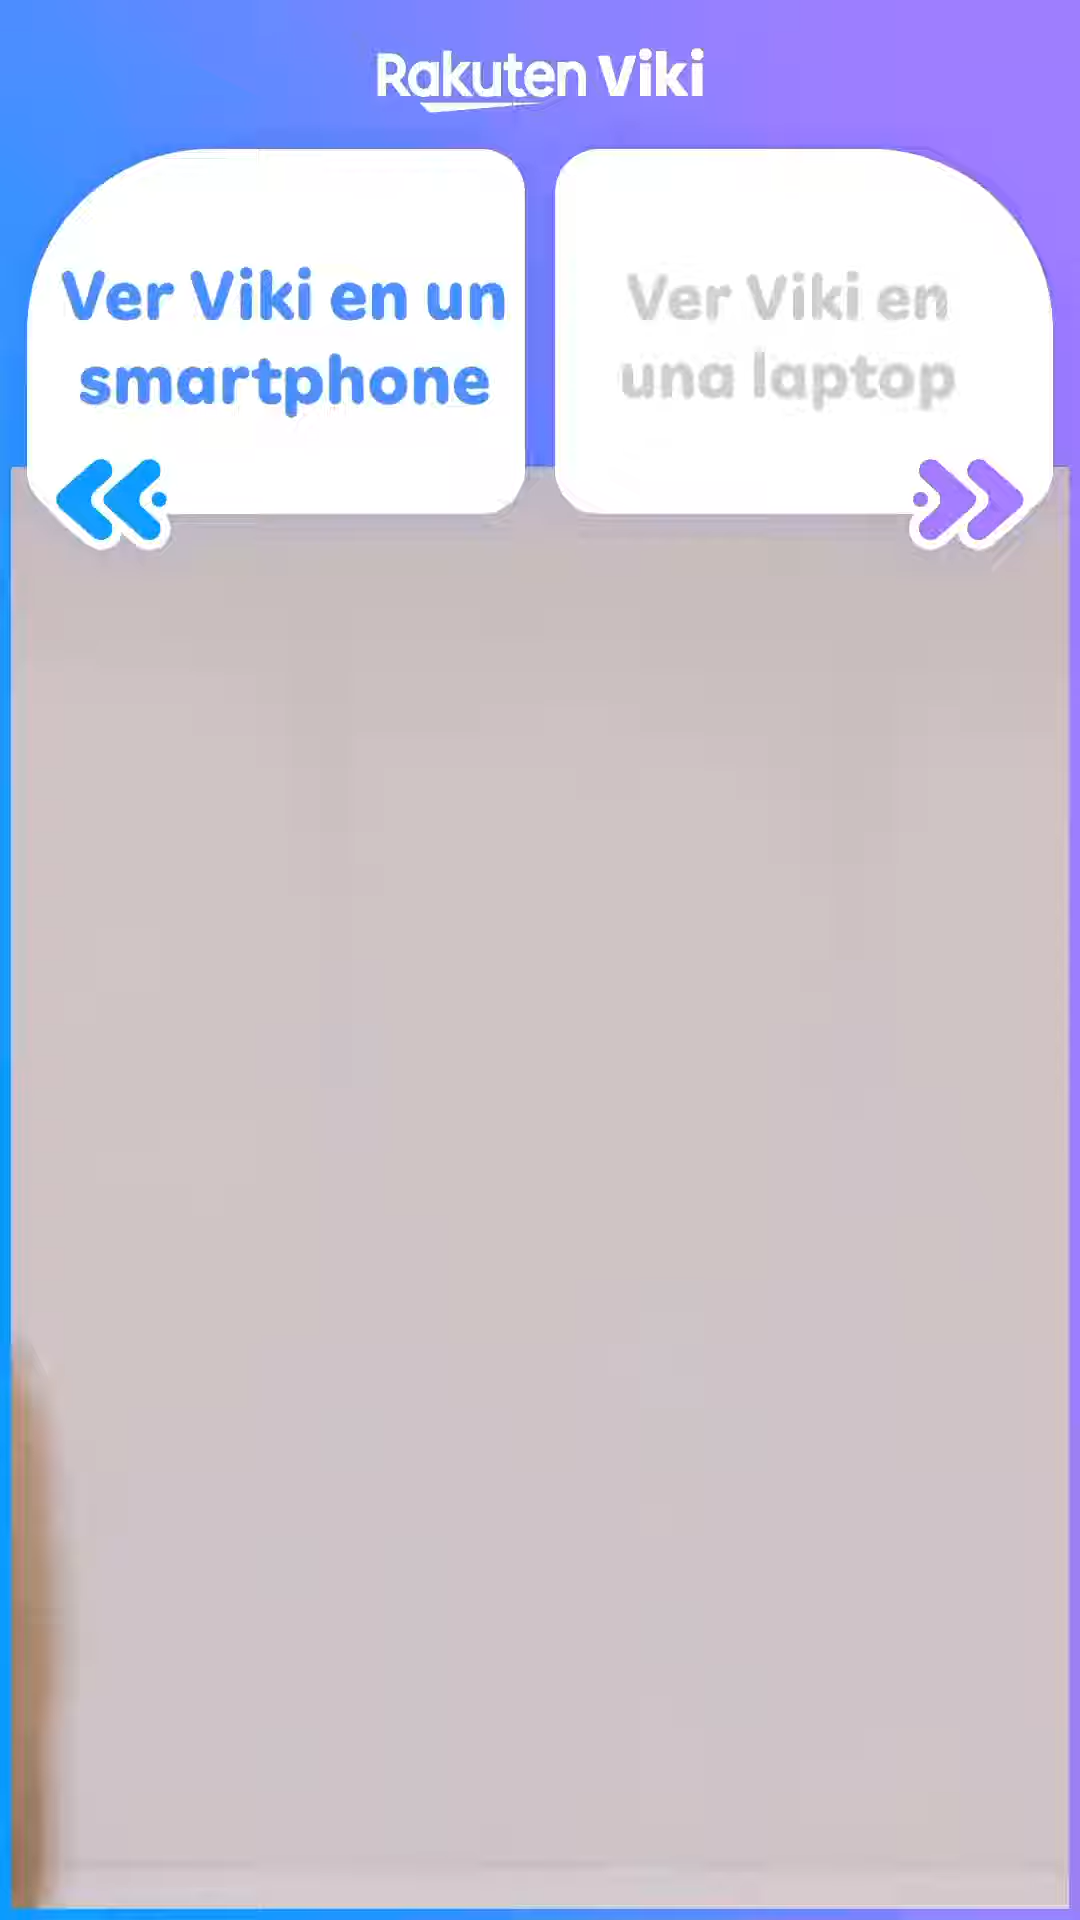 Rakuten Viki
Ver Viki en un
smartphone
Ver Viki en
una laptop